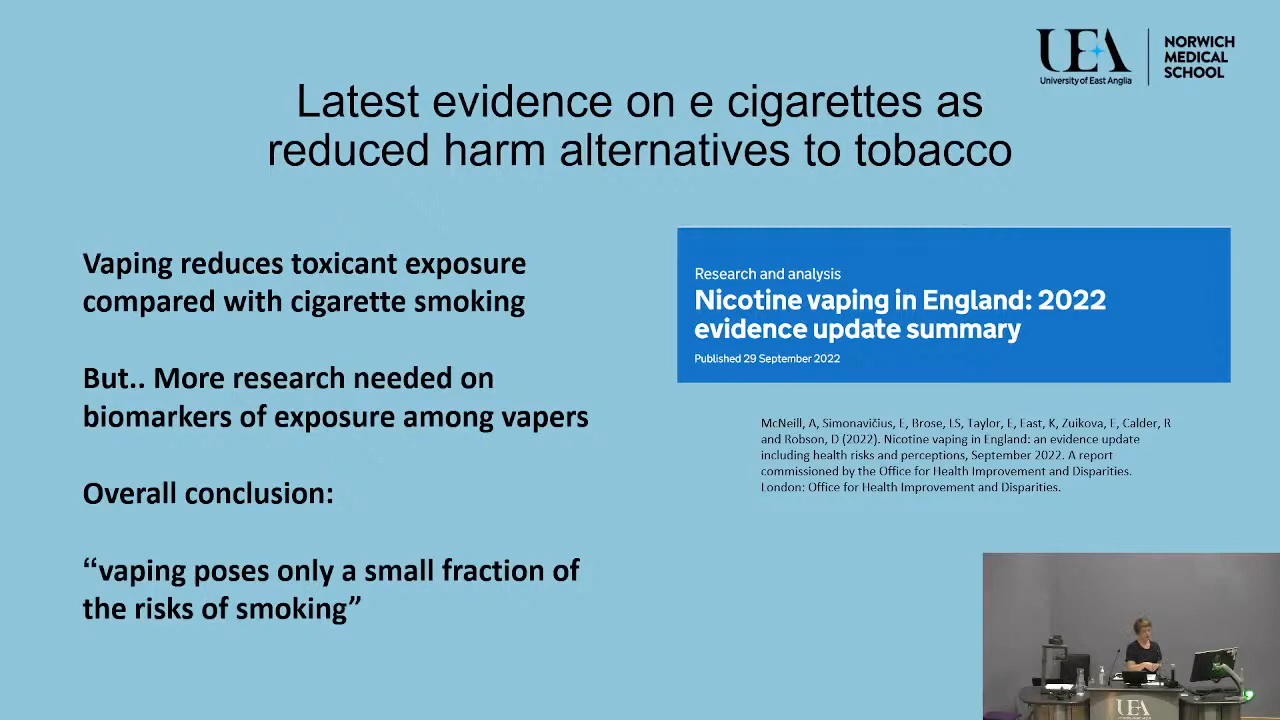 UEA
University of East Anglia
NORWICH
MEDICAL
SCHOOL
Latest evidence on e cigarettes as
reduced harm alternatives to tobacco
Vaping reduces toxicant exposure
compared with cigarette smoking
But.. More research needed on
biomarkers of exposure among vapers
Overall conclusion:
“vaping poses only a small fraction of
the risks of smoking”
Research and analysis
Nicotine vaping in England: 2022
evidence update summary
Published 29 September 2022
McNeill, A, Simonavičius, E, Brose, LS, Taylor, E, East, K, Zuikova, E, Calder, R
and Robson, D (2022). Nicotine vaping in England: an evidence update
including health risks and perceptions, September 2022. A report
commissioned by the Office for Health Improvement and Disparities.
London: Office for Health Improvement and Disparities.
UEA